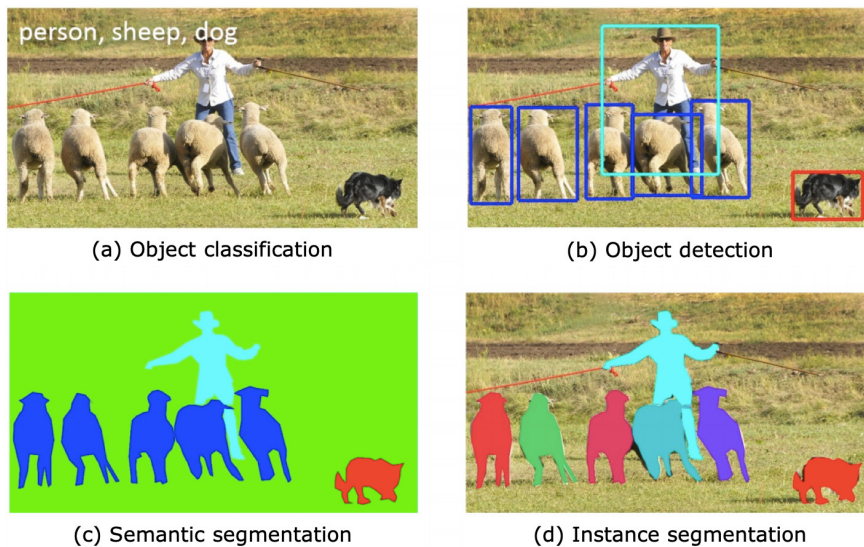 person, sheep, dog
(a) Object classification
(b) Object detection
(c) Semantic segmentation
(d) Instance segmentation